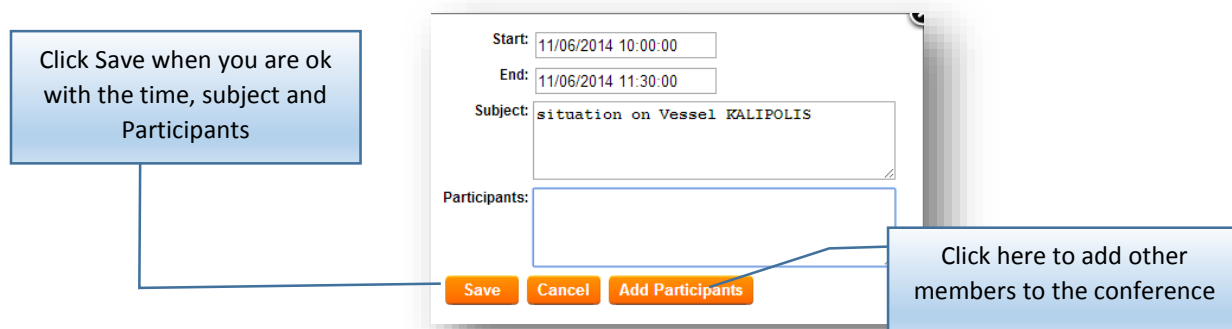 Click Save when you are ok
with the time, subject and
Participants
Start: 11/06/2014 10:00:00
End: 11/06/2014 11:30:00
Subject: situation on Vessel KALIPOLIS
Participants:
Save Cancel Add Participants
Click here to add other
members to the conference